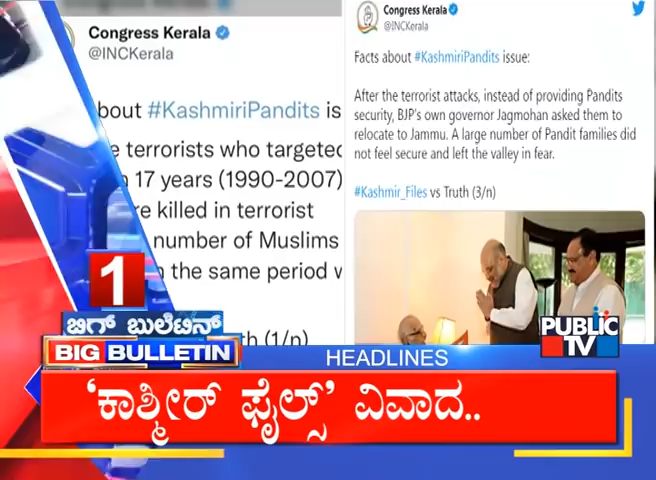 Congress Kerala
@INCKerala
bout #KashmiriPandits is
e terrorists who targeted
17 years (1990-2007)
re killed in terrorist
number of Muslims
n the same period w
th (1/n)
Congress Kerala
@INCKerala
Facts about #KashmiriPandits issue:
After the terrorist attacks, instead of providing Pandits
security, BJP's own governor Jagmohan asked them to
relocate to Jammu. A large number of Pandit families did
not feel secure and left the valley in fear.
#Kashmir_Files vs Truth (3/n)
1
ಬಿಗ್ ಬುಲೆಟಿನ್
BIG BULLETIN
HEADLINES
PUBLIC
TV
‘ಕಾಶ್ಮೀರ್ ಫೈಲ್ಸ್’ ವಿವಾದ..